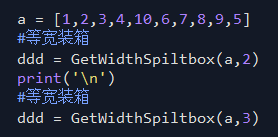 a = [1,2,3,4,10,6,7,8,9,5]
#等宽装箱
ddd = GetWidthSpiltbox(a,2)
print('\n')
#等宽装箱
ddd = GetWidthSpiltbox(a,3)